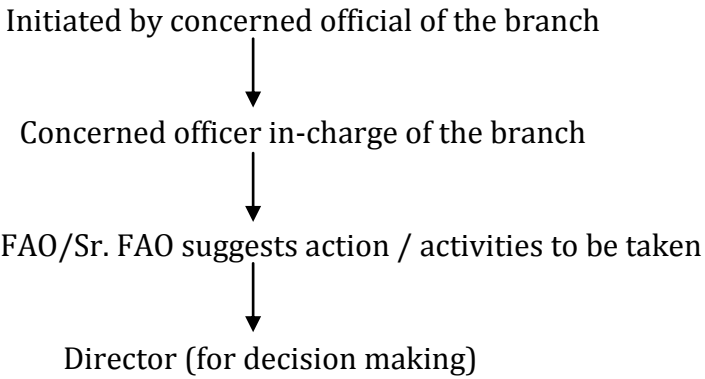 Initiated by concerned official of the branch
Concerned officer in-charge of the branch
FAO/Sr. FAO suggests action / activities to be taken
Director (for decision making)